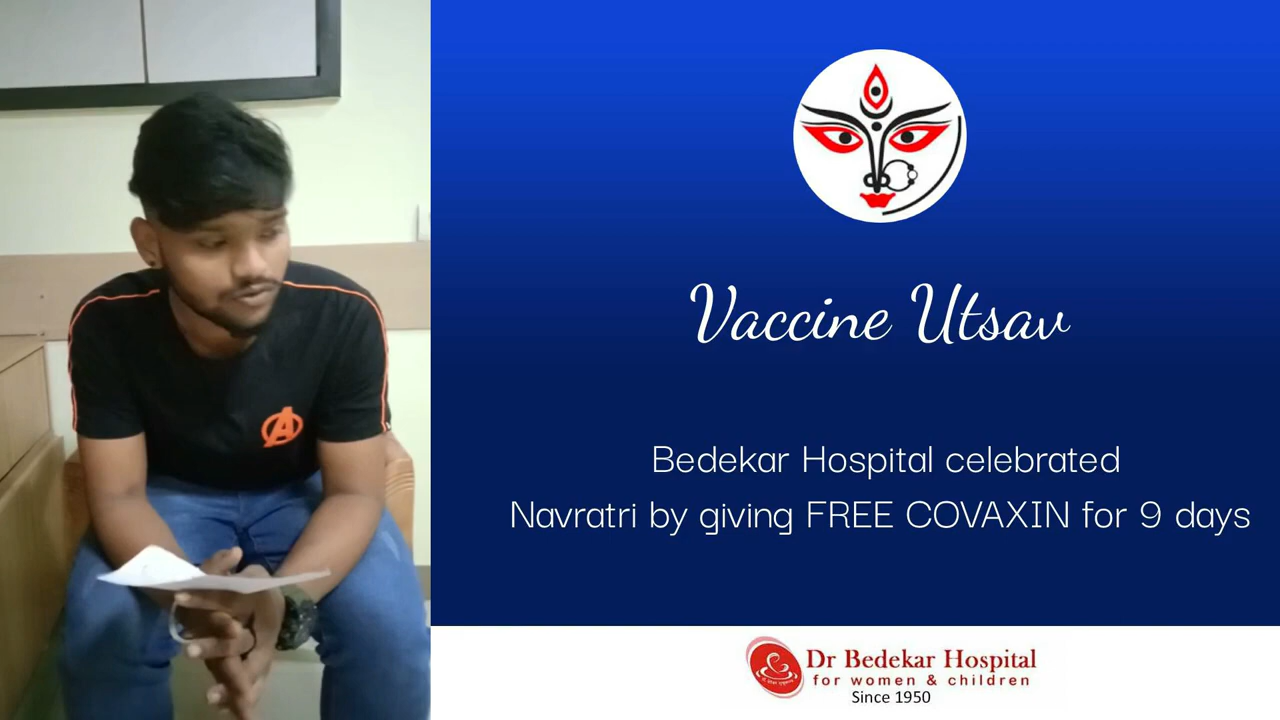 Vaccine Utsav
Bedekar Hospital celebrated
Navratri by giving FREE COVAXIN for 9 days
Dr Bedekar Hospital
for women & children
Since 1950